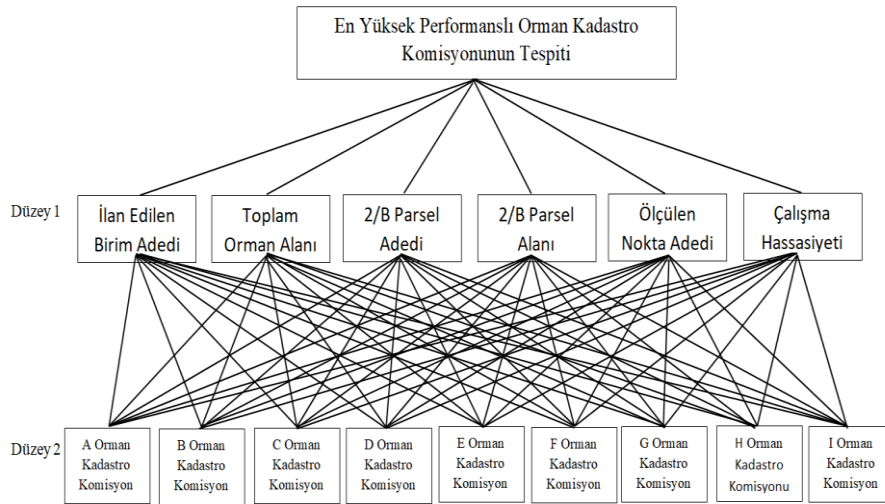 En Yüksek Performanslı Orman Kadastro
Komisyonunun Tespiti
Düzey 1
İlan Edilen
Birim Adedi
Toplam
Orman Alanı
2/B Parsel
Adedi
2/B Parsel
Alanı
Ölçülen
Nokta Adedi
Çalışma
Hassasiyeti
Düzey 2
A Orman
Kadastro
Komisyon
B Orman
Kadastro
Komisyon
C Orman
Kadastro
Komisyon
D Orman
Kadastro
Komisyon
E Orman
Kadastro
Komisyon
F Orman
Kadastro
Komisyon
G Orman
Kadastro
Komisyon
H Orman
Kadastro
Komisyonu
I Orman
Kadastro
Komisyon